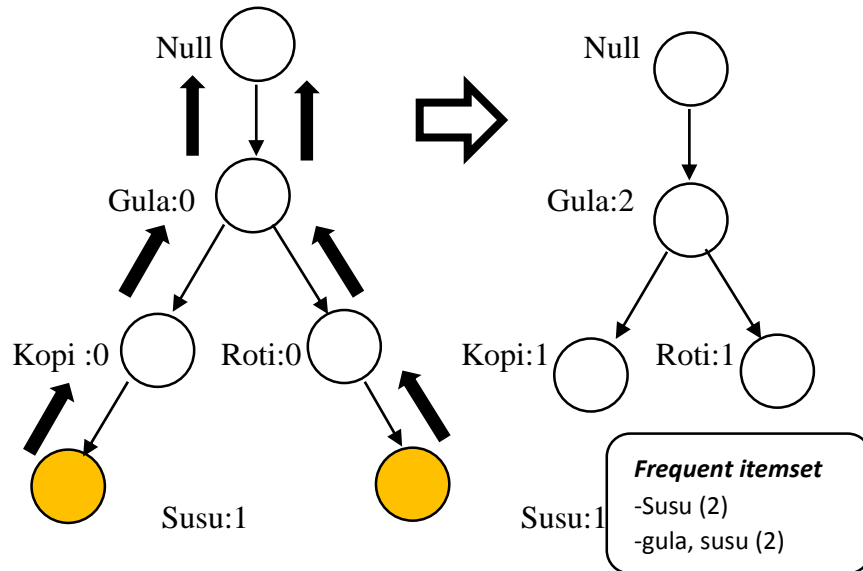 Null
Null
Gula:0
Gula:2
Kopi :0
Roti:0
Kopi:1
Roti:1
Susu:1
Susu:1
Frequent itemset
-Susu (2)
-gula, susu (2)